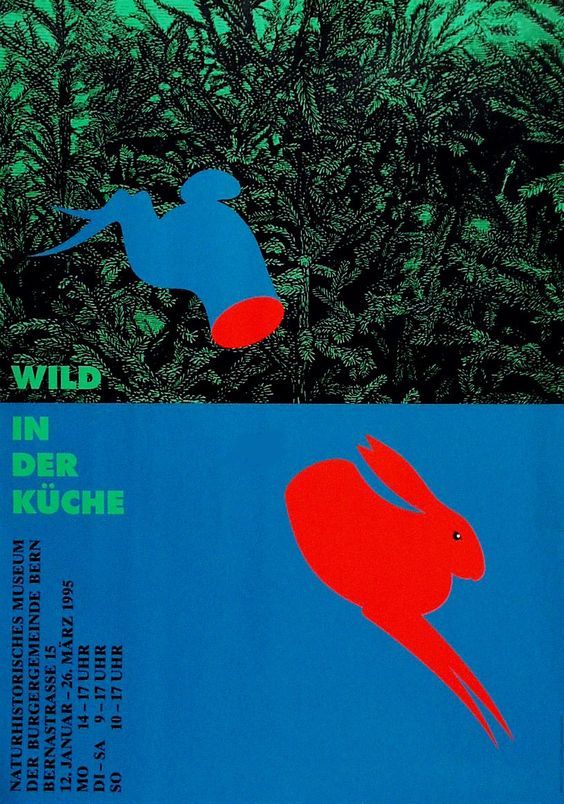 WILD
IN
DER
KÜCHE
NATURHISTORISCHES MUSEUM
DER BURGERGEMEINDE BERN
BERNASTRASSE 15
12. JANUAR – 26. MÄRZ 1995
MO 14 – 17 UHR
DI – SA 9 – 17 UHR
SO 10 – 17 UHR